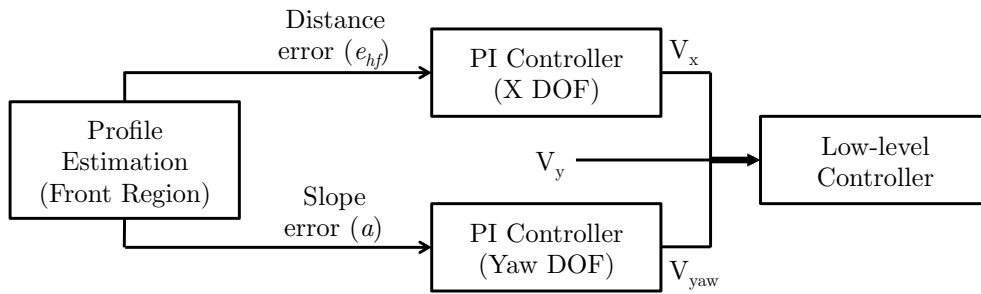 Distance
error (e_hf)
PI Controller
(X DOF)
V_x
Profile
Estimation
(Front Region)
V_y
Low-level
Controller
Slope
error (a)
PI Controller
(Yaw DOF)
V_yaw